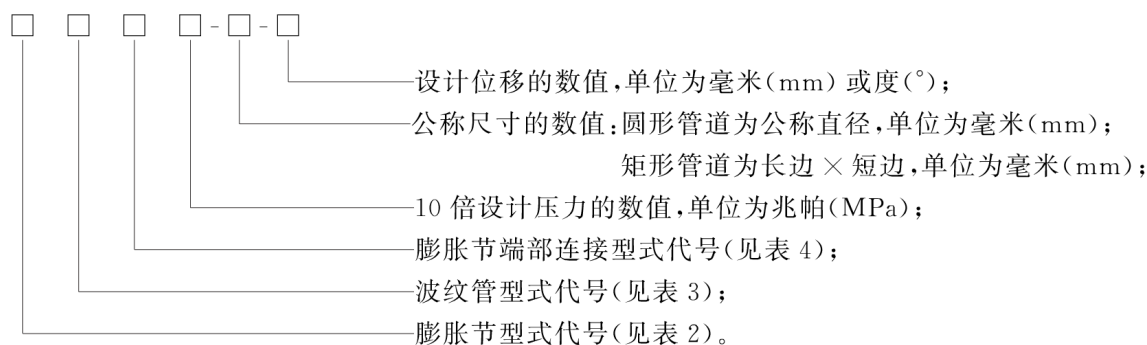 □ □ □ □-□-□
设计位移的数值,单位为毫米(mm)或度(°);
公称尺寸的数值:圆形管道为公称直径,单位为毫米(mm);
矩形管道为长边×短边,单位为毫米(mm);
10倍设计压力的数值,单位为兆帕(MPa);
膨胀节端部连接型式代号(见表4);
波纹管型式代号(见表3);
膨胀节型式代号(见表2)。